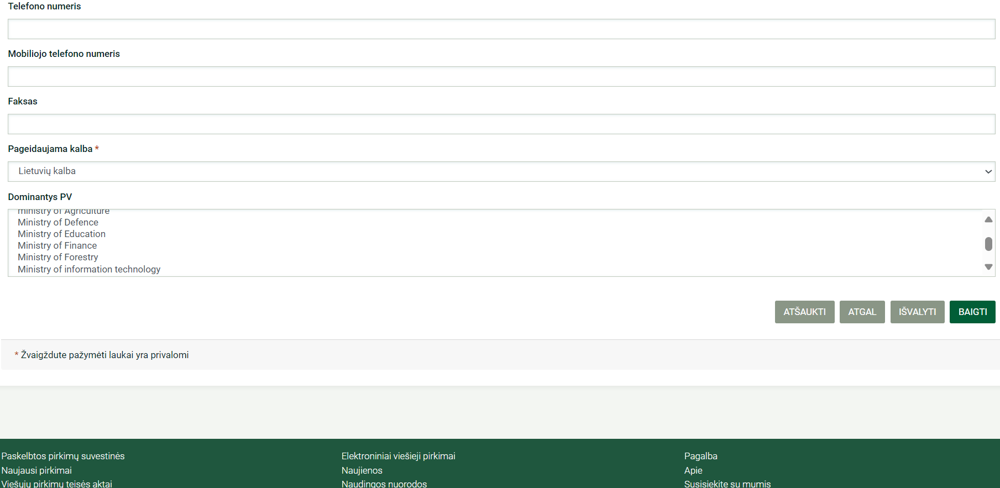 Telefono numeris
Mobiliojo telefono numeris
Faksas
Pageidaujama kalba *
Lietuvių kalba
Dominantys PV
ministry of Agriculture
Ministry of Defence
Ministry of Education
Ministry of Finance
Ministry of Forestry
Ministry of information technology
ATŠAUKTI ATGAL IŠVALYTI BAIGTI
* Žvaigždute pažymėti laukai yra privalomi
Paskelbtos pirkimų suvestinės Elektroniniai viešieji pirkimai Pagalba
Naujausi pirkimai Naujienos Apie
Viešųjų pirkimų teisės aktai Naudingos nuorodos Susisiekite su mumis